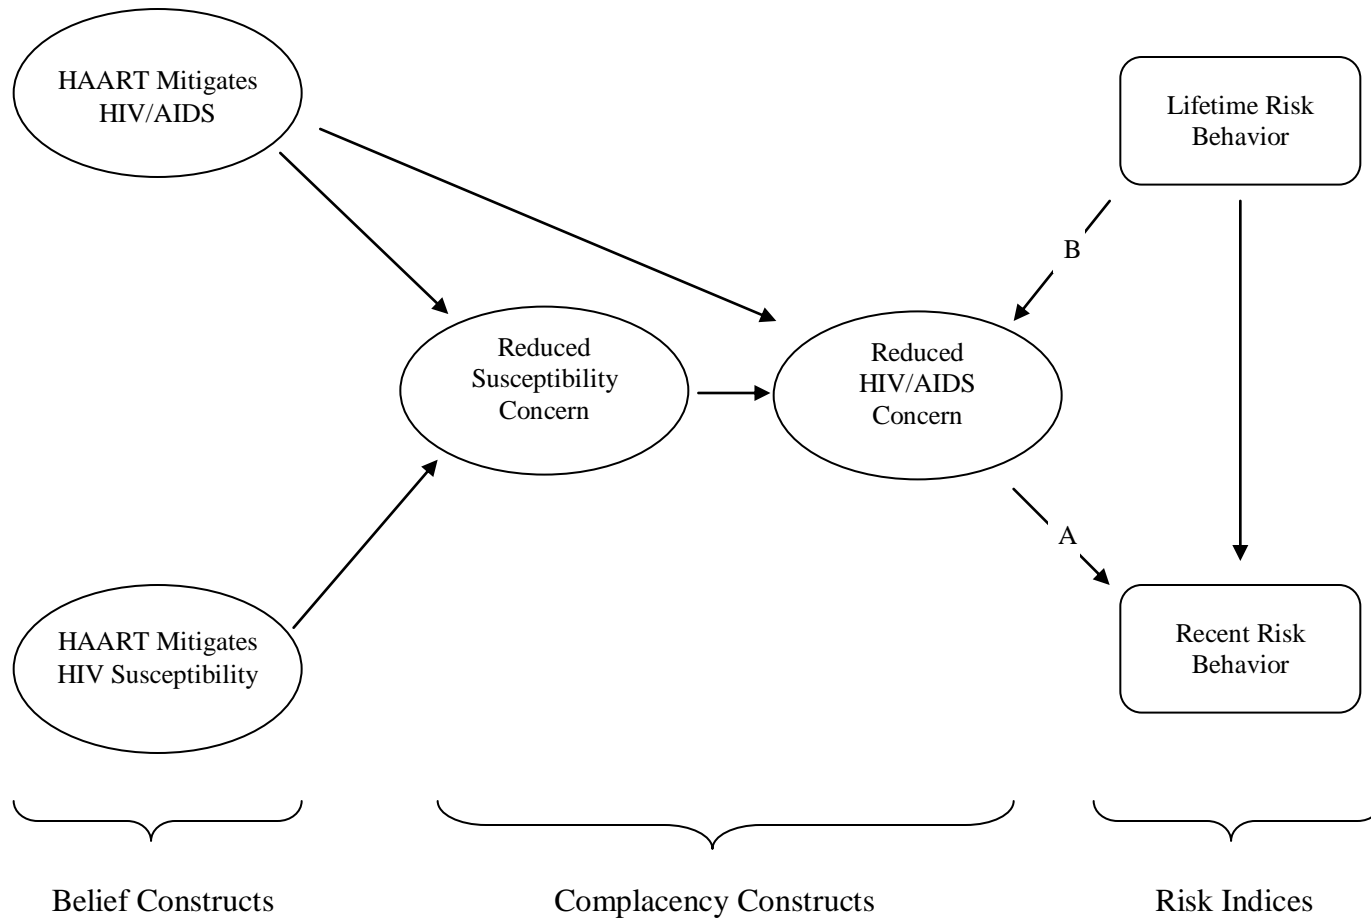 HAART Mitigates
HIV/AIDS
Lifetime Risk
Behavior
B
Reduced
Susceptibility
Concern
Reduced
HIV/AIDS
Concern
A
HAART Mitigates
HIV Susceptibility
Recent Risk
Behavior
Belief Constructs
Complacency Constructs
Risk Indices